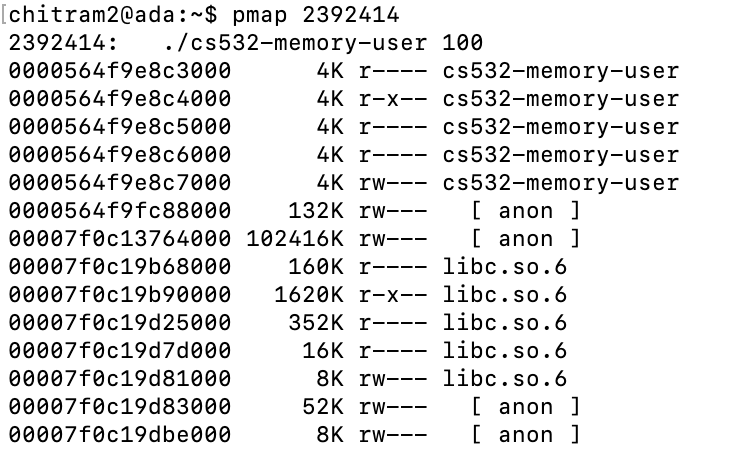 [chitram2@ada:~$ pmap 2392414
2392414:   ./cs532-memory-user 100
0000564f9e8c3000      4K r---- cs532-memory-user
0000564f9e8c4000      4K r-x-- cs532-memory-user
0000564f9e8c5000      4K r---- cs532-memory-user
0000564f9e8c6000      4K r---- cs532-memory-user
0000564f9e8c7000      4K rw--- cs532-memory-user
0000564f9fc88000    132K rw---   [ anon ]
00007f0c13764000 102416K rw---   [ anon ]
00007f0c19b68000    160K r---- libc.so.6
00007f0c19b90000   1620K r-x-- libc.so.6
00007f0c19d25000    352K r---- libc.so.6
00007f0c19d7d000     16K r---- libc.so.6
00007f0c19d81000      8K rw--- libc.so.6
00007f0c19d83000     52K rw---   [ anon ]
00007f0c19dbe000      8K rw---   [ anon ]